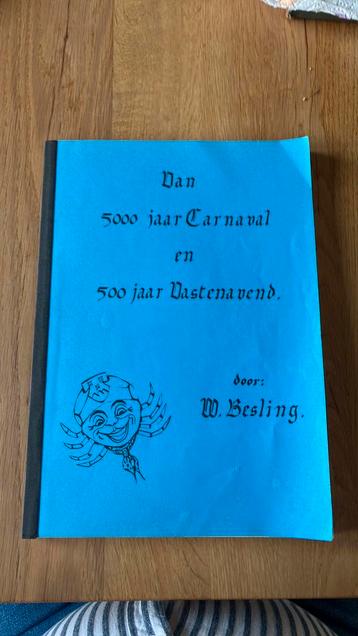 Van
5000 jaar Carnaval
en
500 jaar Vastenavend.
door:
W. Besling.